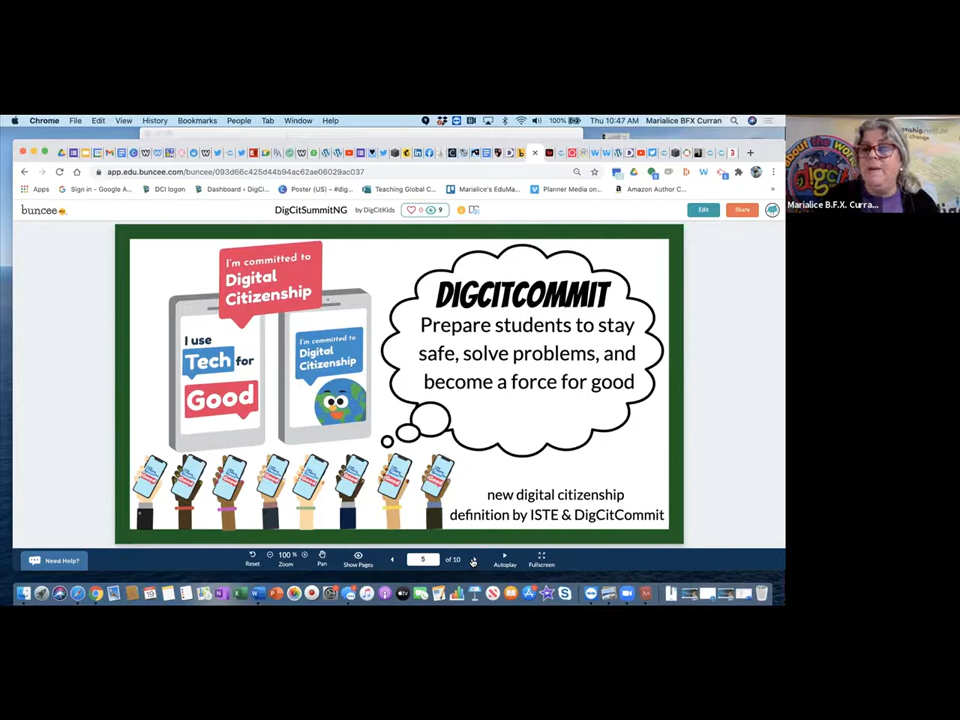 Chrome File Edit View History Bookmarks People Tab Window Help 100% Thu 10:47 AM Marialice BFX Curran
app.edu.buncee.com/buncee/093d66c425d44b94ac62ae06029ac037
Apps Sign in - Google A... DCI logon Dashboard ‹ DigCi... Poster (US) – #dig... Teaching Global C... Marialice's EduMa... Planner Media on... Amazon Author C...
buncee DigCitSummitNG by DigCitKids 0 9 Edit Share
I'm committed to
Digital
Citizenship
I use
Tech for
Good
I'm committed to
Digital
Citizenship
DIGCITCOMMIT
Prepare students to stay
safe, solve problems, and
become a force for good
new digital citizenship
definition by ISTE & DigCitCommit
Need Help?
Reset
100%
Zoom
Pan
Show Pages
5 of 10
Autoplay
Fullscreen
Marialice B.F.X. Curra...